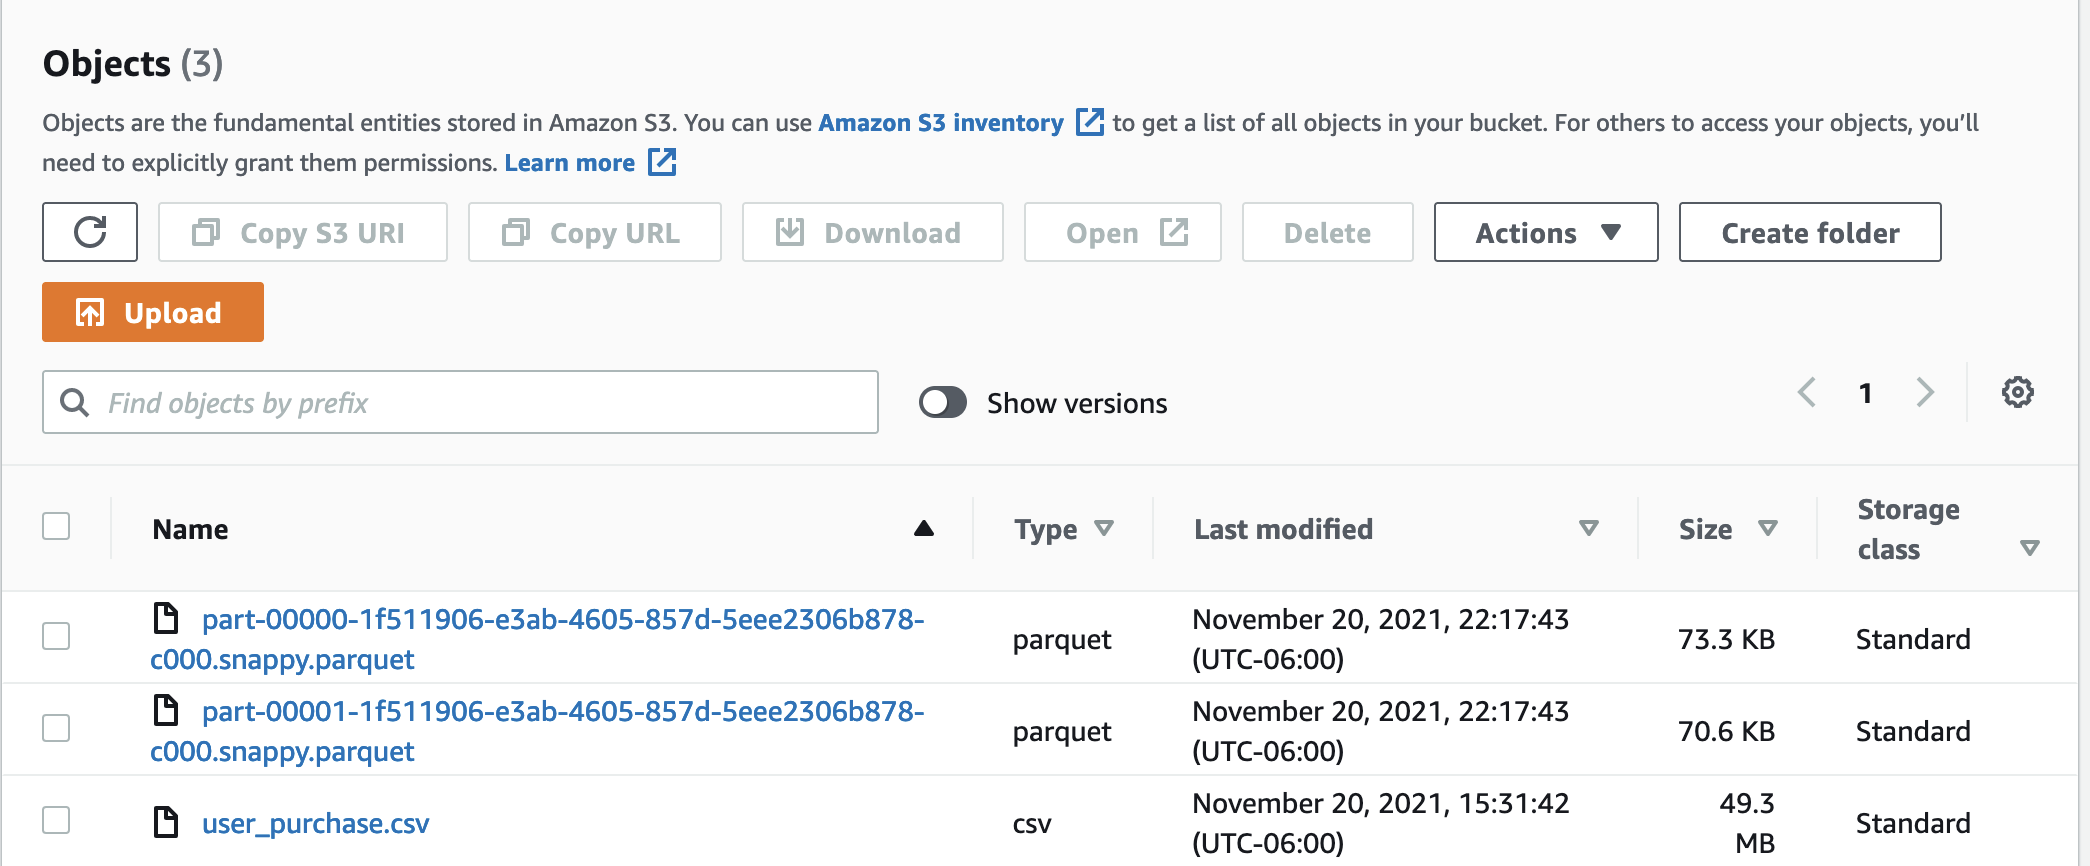 Objects (3)
Objects are the fundamental entities stored in Amazon S3. You can use Amazon S3 inventory to get a list of all objects in your bucket. For others to access your objects, you’ll
need to explicitly grant them permissions. Learn more
Copy S3 URI Copy URL Download Open Delete Actions Create folder
Upload
Find objects by prefix Show versions 1
Name Type Last modified Size Storage class
part-00000-1f511906-e3ab-4605-857d-5eee2306b878-
c000.snappy.parquet parquet November 20, 2021, 22:17:43 (UTC-06:00) 73.3 KB Standard
part-00001-1f511906-e3ab-4605-857d-5eee2306b878-
c000.snappy.parquet parquet November 20, 2021, 22:17:43 (UTC-06:00) 70.6 KB Standard
user_purchase.csv csv November 20, 2021, 15:31:42 (UTC-06:00) 49.3 MB Standard